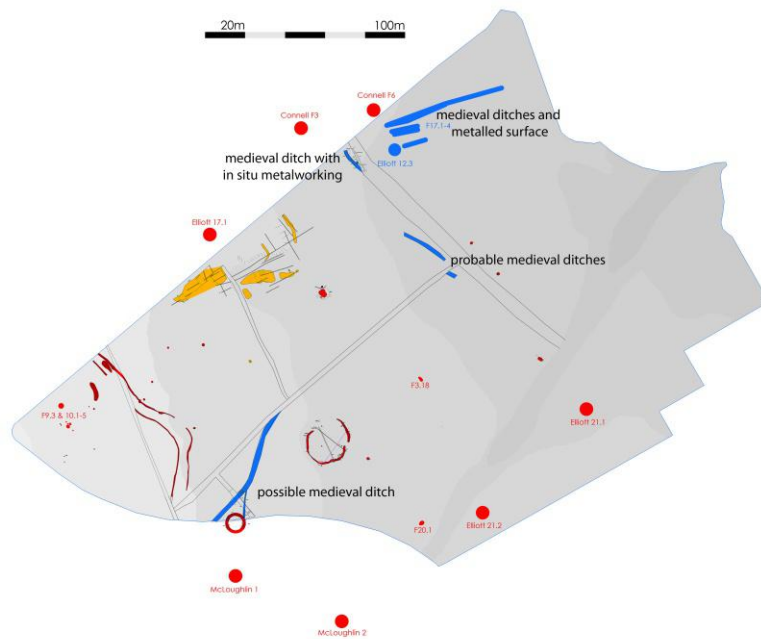 20m
100m
Connell F6
Connell F3
medieval ditches and
metalled surface
F17.1-4
medieval ditch with
in situ metalworking
Elliott 12.3
Elliott 17.1
probable medieval ditches
F3.18
F9.3 & 10.1-5
Elliott 21.1
possible medieval ditch
Elliott 21.2
F20.1
McLoughlin 1
McLoughlin 2